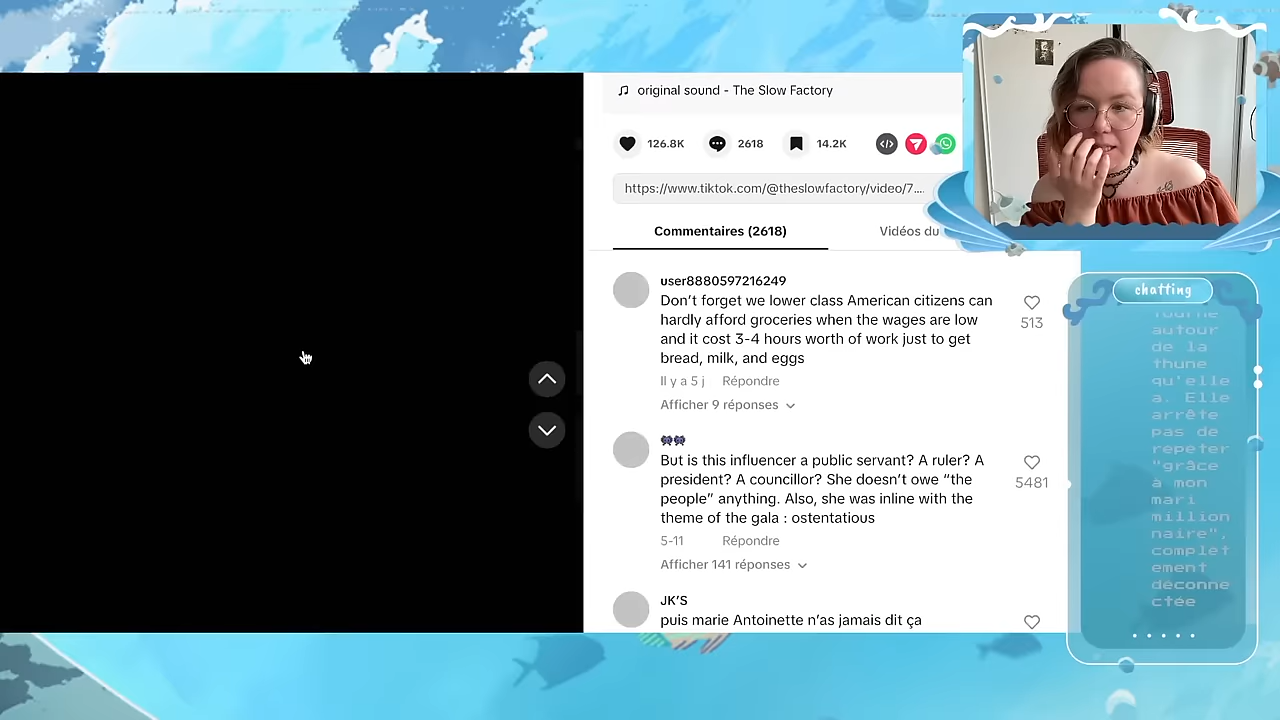 original sound - The Slow Factory
126.8K
2618
14.2K
https://www.tiktok.com/@theslowfactory/video/7...
Commentaires (2618)
Vidéos du
user8880597216249
Don't forget we lower class American citizens can
hardly afford groceries when the wages are low
and it cost 3-4 hours worth of work just to get
bread, milk, and eggs
513
Il y a 5 j Répondre
Afficher 9 réponses
But is this influencer a public servant? A ruler? A
president? A councillor? She doesn't owe “the
people” anything. Also, she was inline with the
theme of the gala : ostentatious
5481
5-11 Répondre
Afficher 141 réponses
JK'S
puis marie Antoinette n'as jamais dit ça
chatting
tourne
autour
de la
thune
qu'elle
a. Elle
arrête
pas de
repeter
"grâce
à mon
mari
million
naire",
complèt
ement
déconne
ctée